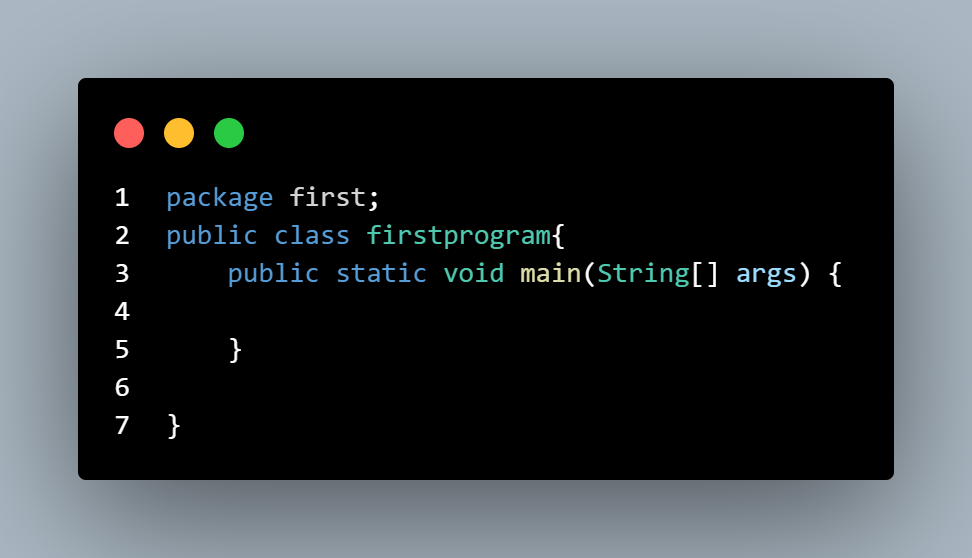 1 package first;
2 public class firstprogram{
3     public static void main(String[] args) {
4
5     }
6
7 }